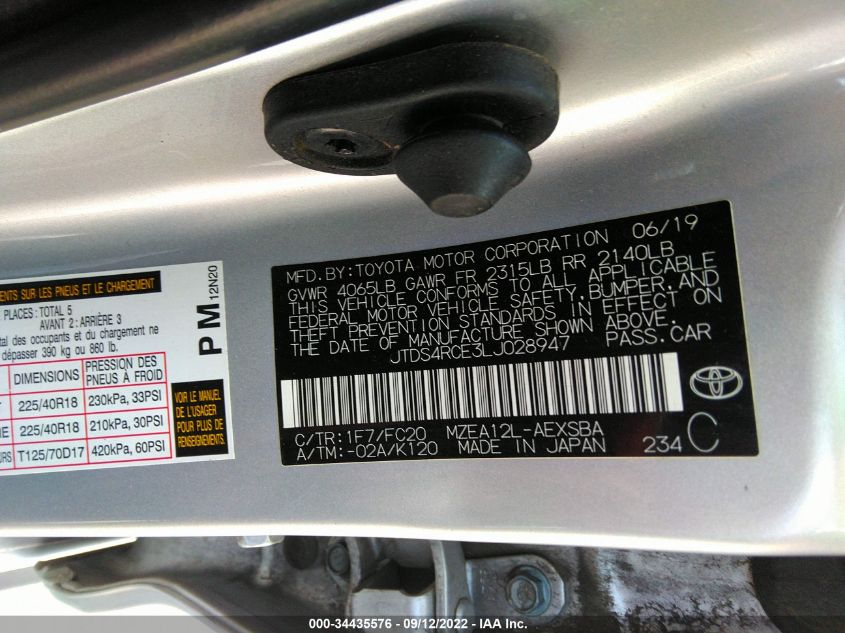 EMENTS SUR LES PNEUS ET LE CHARGEMENT
PLACES: TOTAL 5
AVANT 2: ARRIÈRE 3
tal des occupants et du chargement ne
dépasser 390 kg ou 860 lb.
DIMENSIONS
PRESSION DES
PNEUS À FROID
225/40R18
230kPa, 33PSI
225/40R18
210kPa, 30PSI
T125/70D17
420kPa, 60PSI
PM
12N20
VOIR LE MANUEL
DE L'USAGER
POUR PLUS DE
Renseignements.
MFD.BY: TOYOTA MOTOR CORPORATION 06/19
GVWR 4065LB GAWR FR 2315LB RR 2140LB
THIS VEHICLE CONFORMS TO ALL APPLICABLE
FEDERAL MOTOR VEHICLE SAFETY, BUMPER, AND
THEFT PREVENTION STANDARDS IN EFFECT ON
THE DATE OF MANUFACTURE SHOWN ABOVE.
JTDS4RCE3LJ028947 PASS.CAR
C/TR: 1F7/FC20 MZEA12L-AEXSBA
A/TM:-02A/K120 MADE IN JAPAN 234 C
000-34435576 - 09/12/2022 - IAA Inc.